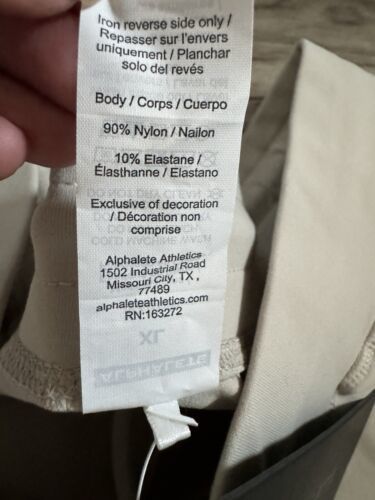 Iron reverse side only /
Repasser sur l'envers
uniquement / Planchar
solo del revés
Body / Corps / Cuerpo
90% Nylon / Nailon
10% Elastane /
Élasthanne / Elastano
Exclusive of decoration
/ Décoration non
comprise
Alphalete Athletics
1502 Industrial Road
Missouri City, TX ,
77489
alphaleteathletics.com
RN:163272
XL
ALPHALETE